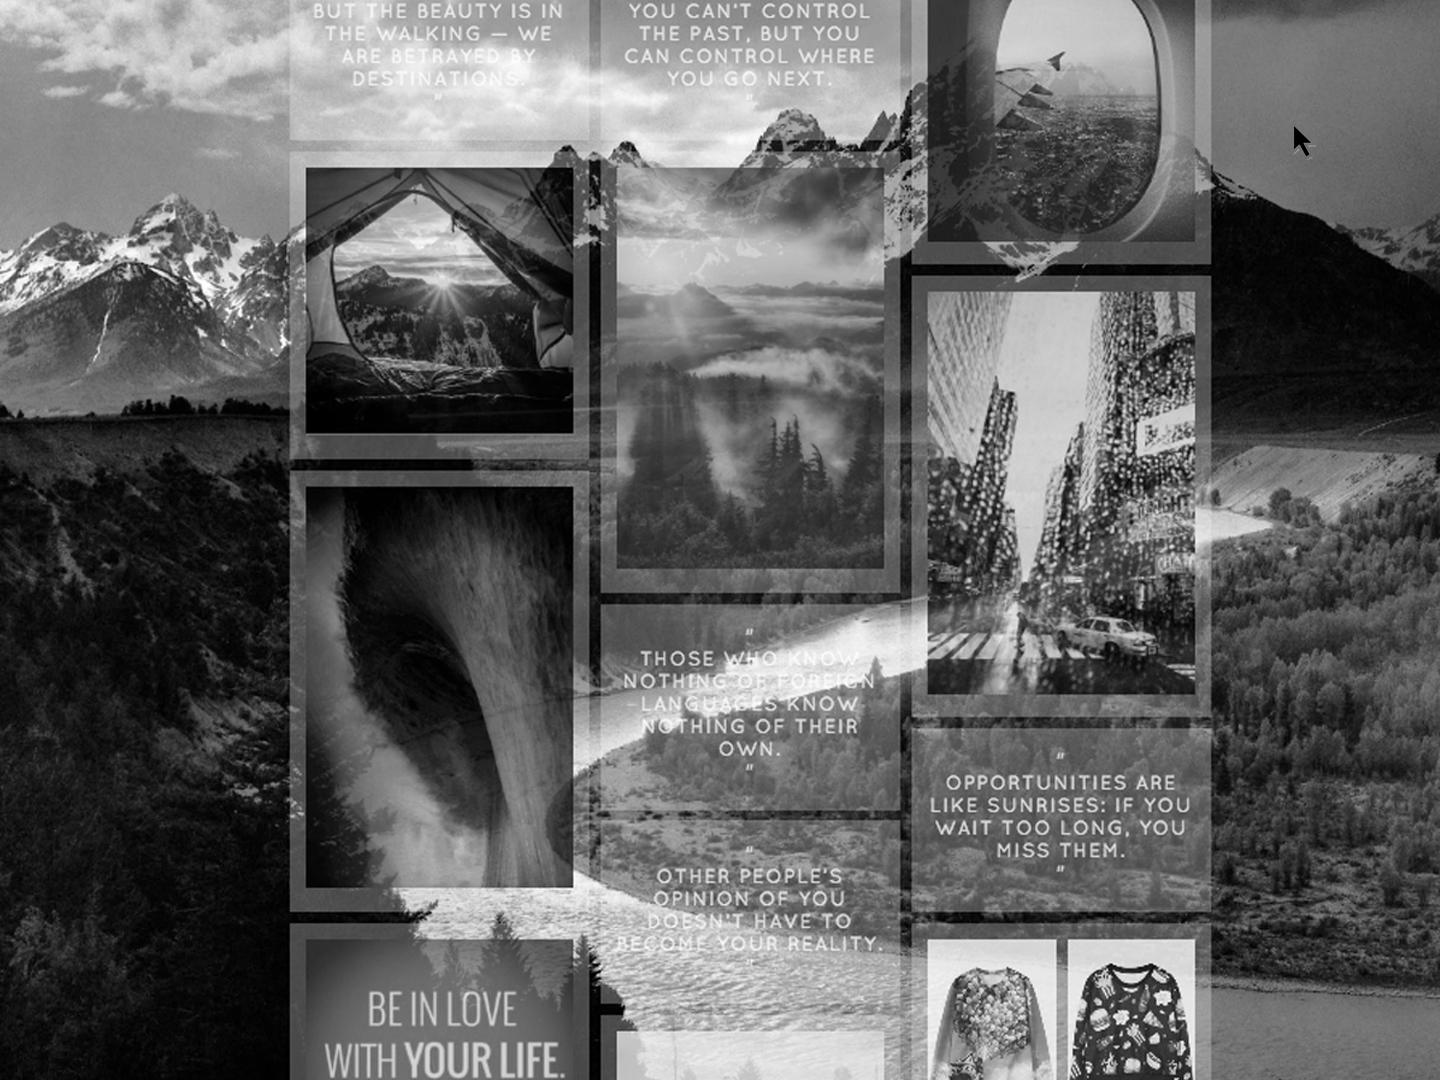 BUT THE BEAUTY IS IN
THE WALKING — WE
ARE BETRAYED BY
DESTINATIONS.
"
YOU CAN'T CONTROL
THE PAST, BUT YOU
CAN CONTROL WHERE
YOU GO NEXT.
"
"
THOSE WHO KNOW
NOTHING OF FOREIGN
LANGUAGES KNOW
NOTHING OF THEIR
OWN.
"
"
OPPORTUNITIES ARE
LIKE SUNRISES: IF YOU
WAIT TOO LONG, YOU
MISS THEM.
"
"
OTHER PEOPLE'S
OPINION OF YOU
DOESN'T HAVE TO
BECOME YOUR REALITY.
"
BE IN LOVE
WITH YOUR LIFE.